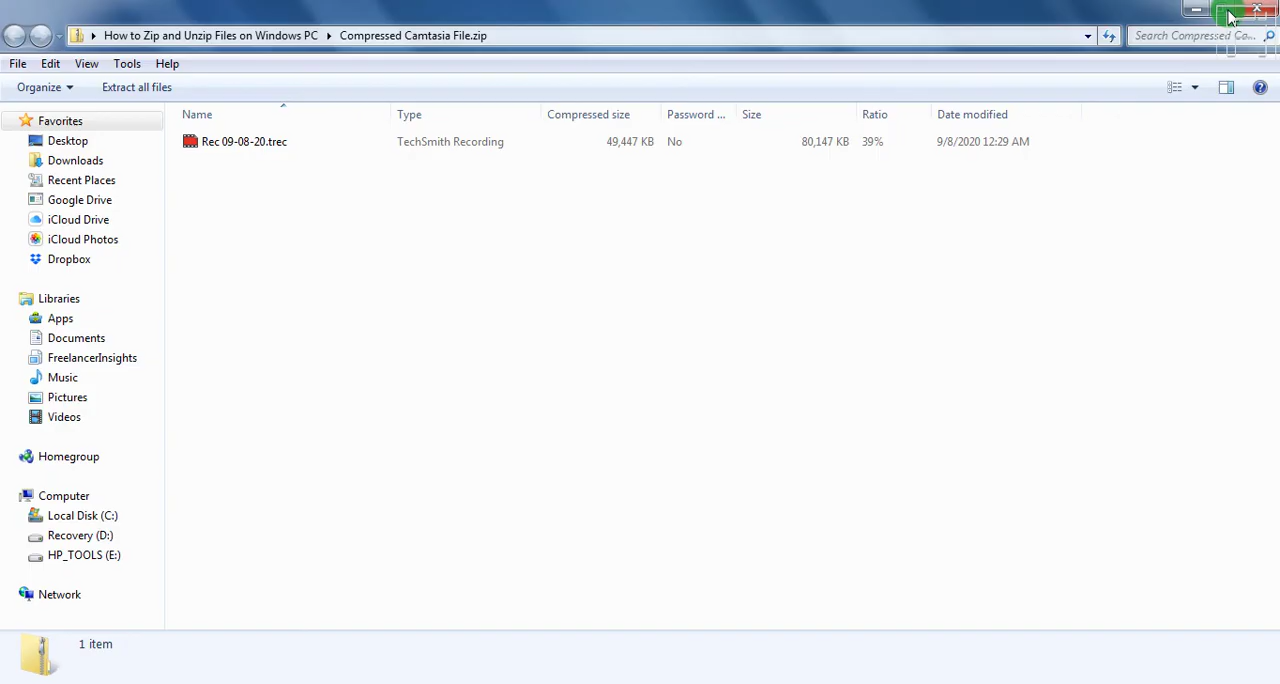 How to Zip and Unzip Files on Windows PC Compressed Camtasia File.zip Search Compressed Ca...
File Edit View Tools Help
Organize Extract all files
Name Type Compressed size Password ... Size Ratio Date modified
Rec 09-08-20.trec TechSmith Recording 49,447 KB No 80,147 KB 39% 9/8/2020 12:29 AM
Favorites
Desktop
Downloads
Recent Places
Google Drive
iCloud Drive
iCloud Photos
Dropbox
Libraries
Apps
Documents
FreelancerInsights
Music
Pictures
Videos
Homegroup
Computer
Local Disk (C:)
Recovery (D:)
HP_TOOLS (E:)
Network
1 item